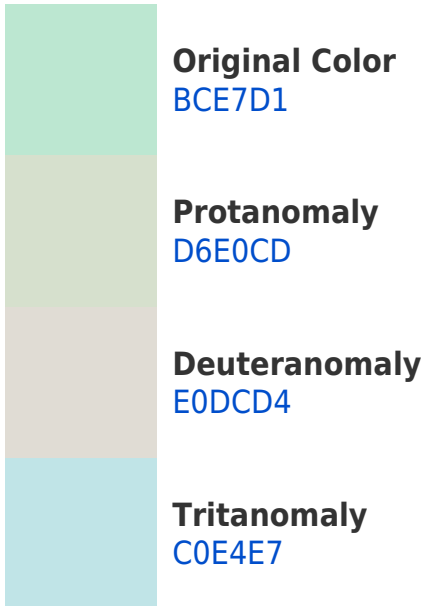 Original Color
BCE7D1
Protanomaly
D6E0CD
Deuteranomaly
E0DCD4
Tritanomaly
C0E4E7